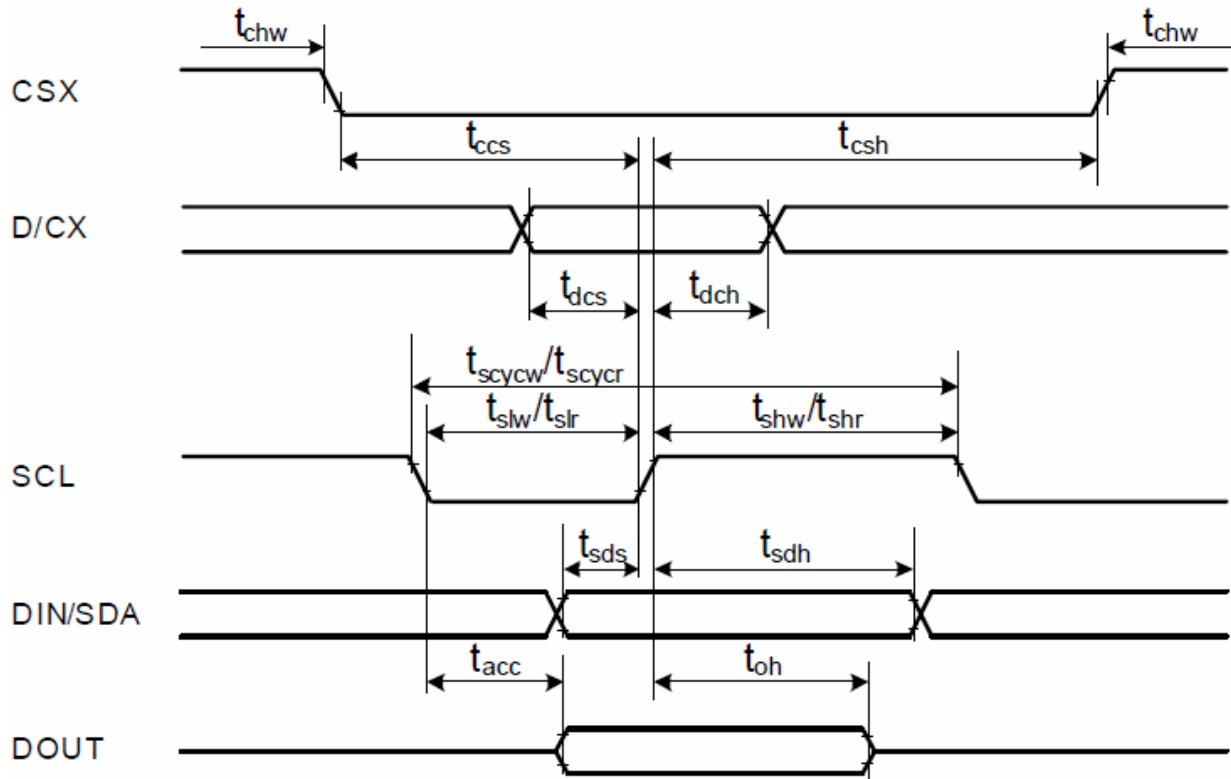 tchw tchw
CSX
tccs tcsh
D/CX
tdcs tdch
tscycw/tscycr
tslw/tslr tshw/tshr
SCL
tsds tsdh
DIN/SDA
tacc toh
DOUT